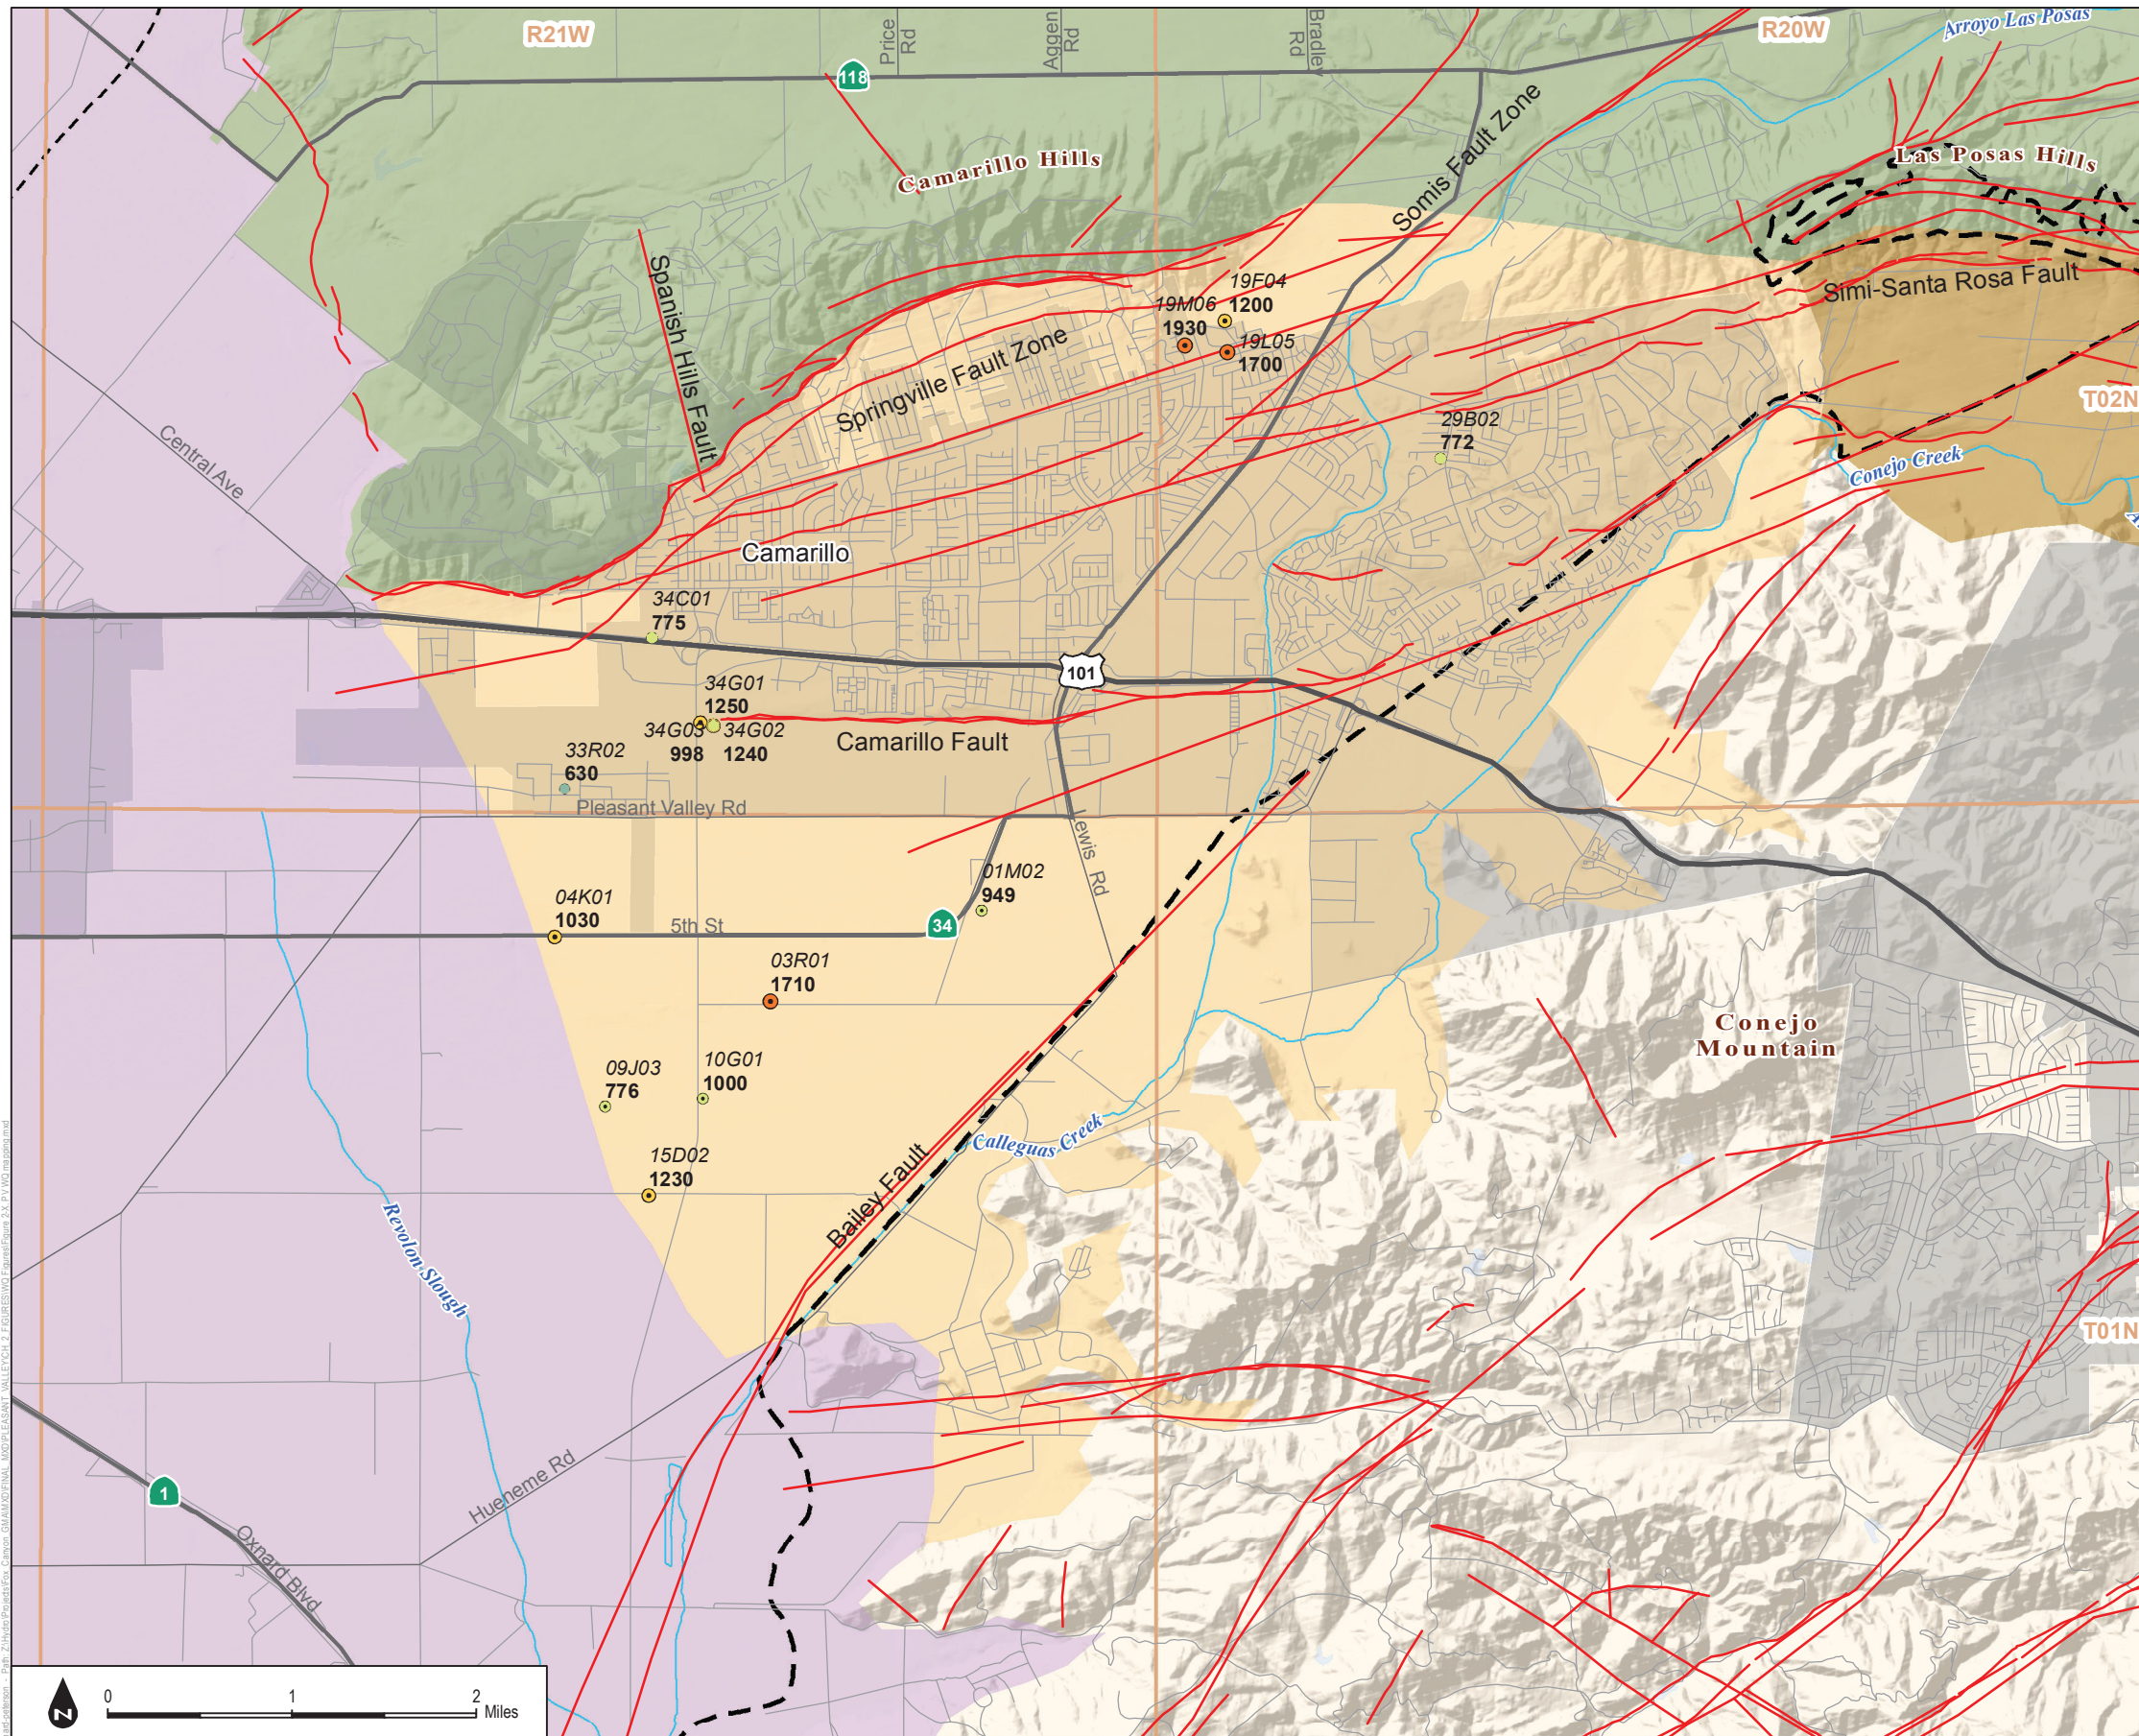 R21W
Price
Rd
Aggen
Rd
Bradley
Rd
R20W
Arroyo Las Posas
118
Camarillo Hills
Somis Fault Zone
Las Posas Hills
Spanish Hills Fault
19F04
1200
19M06
1930
19L05
1700
Simi-Santa Rosa Fault
Springville Fault Zone
T02N
29B02
772
Central Ave
Conejo Creek
Camarillo
34C01
775
101
34G01
1250
34G03
998
34G02
1240
Camarillo Fault
33R02
630
Pleasant Valley Rd
Lewis Rd
01M02
949
04K01
1030
5th St
34
03R01
1710
Conejo
Mountain
09J03
776
10G01
1000
Calleguas Creek
15D02
1230
Bailey Fault
Revolon Slough
T01N
Hueneme Rd
1
Oxnard Blvd
N
0 1 2
Miles